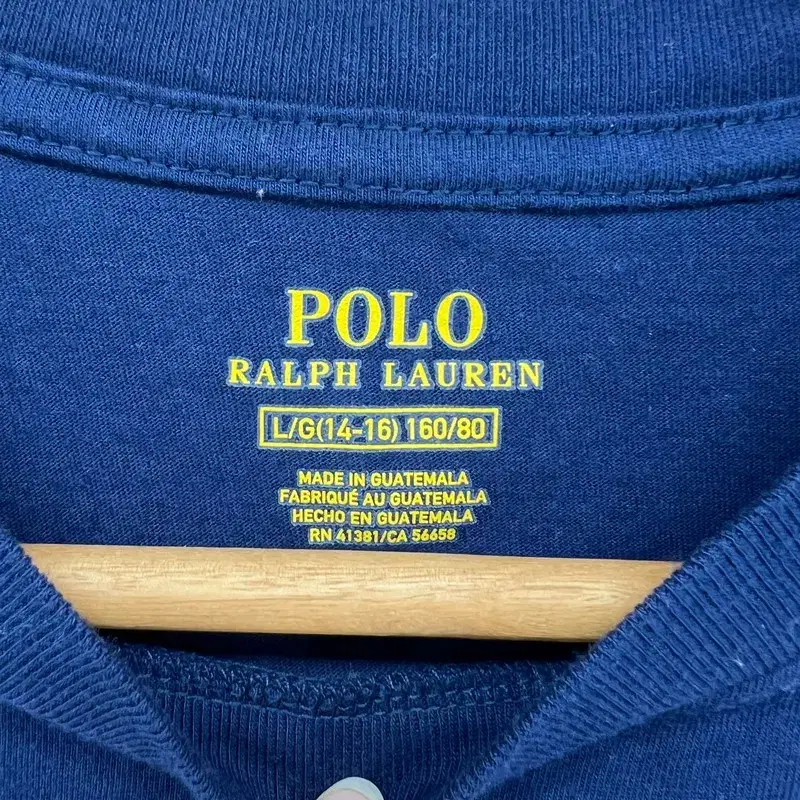 POLO
RALPH LAUREN
L/G(14-16) 160/80
MADE IN GUATEMALA
FABRIQUÉ AU GUATEMALA
HECHO EN GUATEMALA
RN 41381/CA 56658